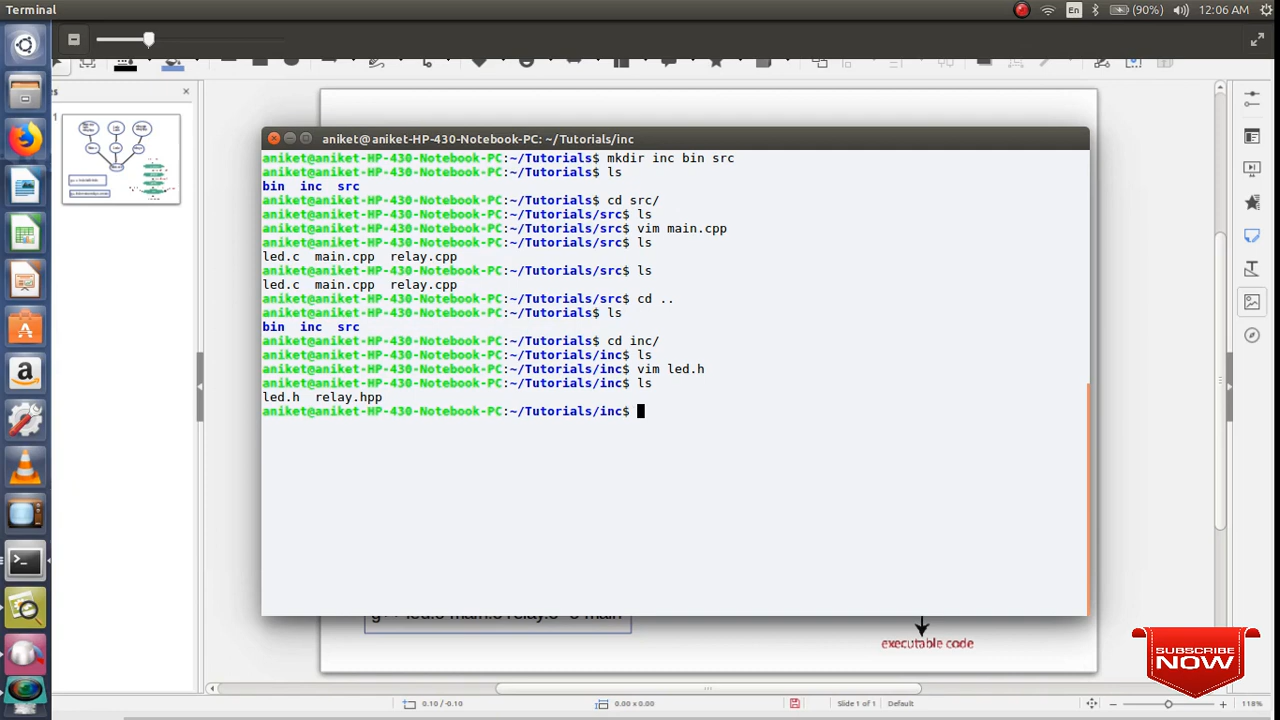 Terminal
En
(90%)
12:06 AM
1
aniket@aniket-HP-430-Notebook-PC: ~/Tutorials/inc
aniket@aniket-HP-430-Notebook-PC:~/Tutorials$ mkdir inc bin src
aniket@aniket-HP-430-Notebook-PC:~/Tutorials$ ls
bin  inc  src
aniket@aniket-HP-430-Notebook-PC:~/Tutorials$ cd src/
aniket@aniket-HP-430-Notebook-PC:~/Tutorials/src$ ls
aniket@aniket-HP-430-Notebook-PC:~/Tutorials/src$ vim main.cpp
aniket@aniket-HP-430-Notebook-PC:~/Tutorials/src$ ls
led.c  main.cpp  relay.cpp
aniket@aniket-HP-430-Notebook-PC:~/Tutorials/src$ ls
led.c  main.cpp  relay.cpp
aniket@aniket-HP-430-Notebook-PC:~/Tutorials/src$ cd ..
aniket@aniket-HP-430-Notebook-PC:~/Tutorials$ ls
bin  inc  src
aniket@aniket-HP-430-Notebook-PC:~/Tutorials$ cd inc/
aniket@aniket-HP-430-Notebook-PC:~/Tutorials/inc$ ls
aniket@aniket-HP-430-Notebook-PC:~/Tutorials/inc$ vim led.h
aniket@aniket-HP-430-Notebook-PC:~/Tutorials/inc$ ls
led.h  relay.hpp
aniket@aniket-HP-430-Notebook-PC:~/Tutorials/inc$
executable code
SUBSCRIBE
NOW
0.10 / -0.10
0.00 x 0.00
Slide 1 of 1
Default
118%